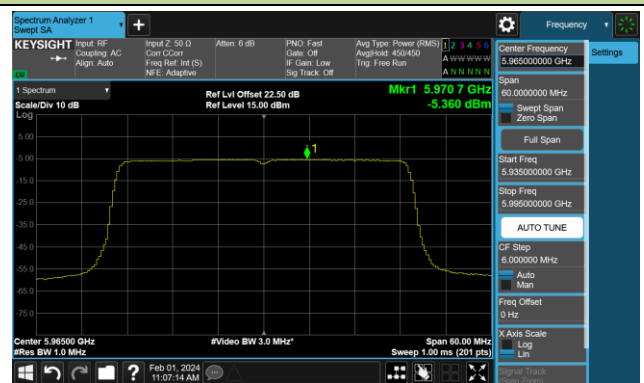 Spectrum Analyzer 1
Swept SA
+
Frequency
KEYSIGHT
Input: RF
Coupling: AC
Align: Auto
Input Z: 50 Ω
Corr CCorr
Freq Ref: Int (S)
NFE: Adaptive
Atten: 6 dB
PNO: Fast
Gate: Off
IF Gain: Low
Sig Track: Off
Avg Type: Power (RMS)
Avg|Hold: 450/450
Trig: Free Run
1 2 3 4 5 6
A W W W W W
A N N N N N
LXI
1 Spectrum
Scale/Div 10 dB
Log
Ref Lvl Offset 22.50 dB
Ref Level 15.00 dBm
Mkr1 5.970 7 GHz
-5.360 dBm
5.00
-5.00
-15.0
-25.0
-35.0
-45.0
-55.0
-65.0
-75.0
1
Center 5.96500 GHz
#Res BW 1.0 MHz
#Video BW 3.0 MHz*
Span 60.00 MHz
Sweep 1.00 ms (201 pts)
Feb 01, 2024
11:07:14 AM
Center Frequency
5.965000000 GHz
Settings
Span
60.0000000 MHz
Swept Span
Zero Span
Full Span
Start Freq
5.935000000 GHz
Stop Freq
5.995000000 GHz
AUTO TUNE
CF Step
6.000000 MHz
Auto
Man
Freq Offset
0 Hz
X Axis Scale
Log
Lin
Signal Track